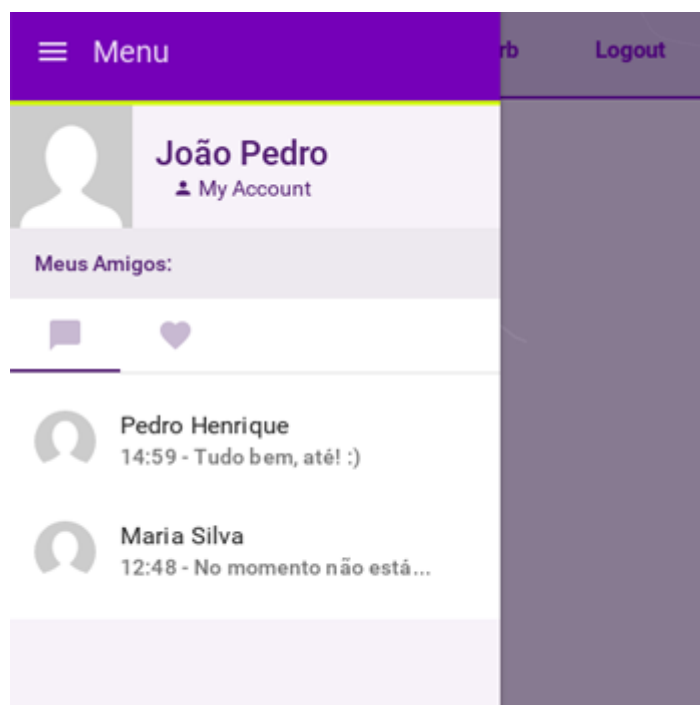 Menu
rb
Logout
João Pedro
My Account
Meus Amigos:
Pedro Henrique
14:59 - Tudo bem, até! :)
Maria Silva
12:48 - No momento não está...